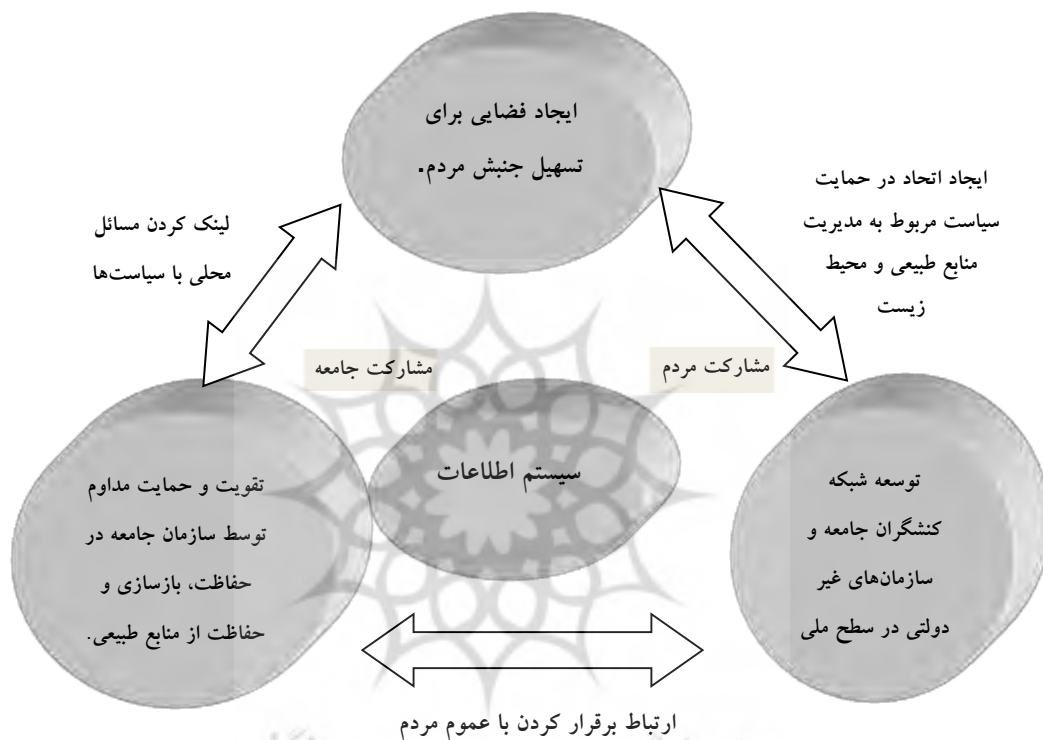 ایجاد فضایی برای
تسهیل جنبش مردم.
ایجاد اتحاد در حمایت
سیاست مربوط به مدیریت
منابع طبیعی و محیط
زیست
لینک کردن مسائل
محلی با سیاست‌ها
مشارکت مردم
مشارکت جامعه
سیستم اطلاعات
توسعه شبکه
کنشگران جامعه و
سازمان‌های غیر
دولتی در سطح ملی
تقویت و حمایت مداوم
توسط سازمان جامعه در
حفاظت، بازسازی و
حفاظت از منابع طبیعی.
ارتباط برقرار کردن با عموم مردم